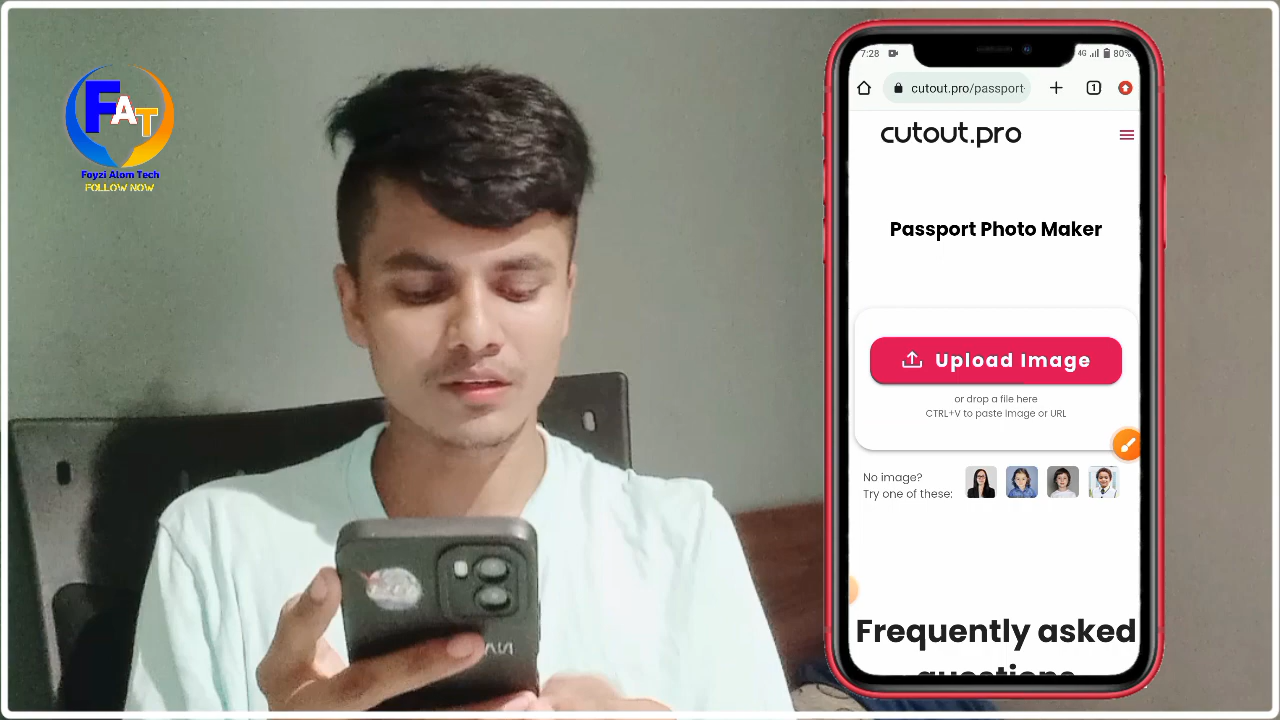 FAT
Foyzi Alom Tech
FOLLOW NOW
7:28
4G
80%
cutout.pro/passport
1
cutout.pro
Passport Photo Maker
Upload Image
or drop a file here
CTRL+V to paste image or URL
No image?
Try one of these:
Frequently asked
questions